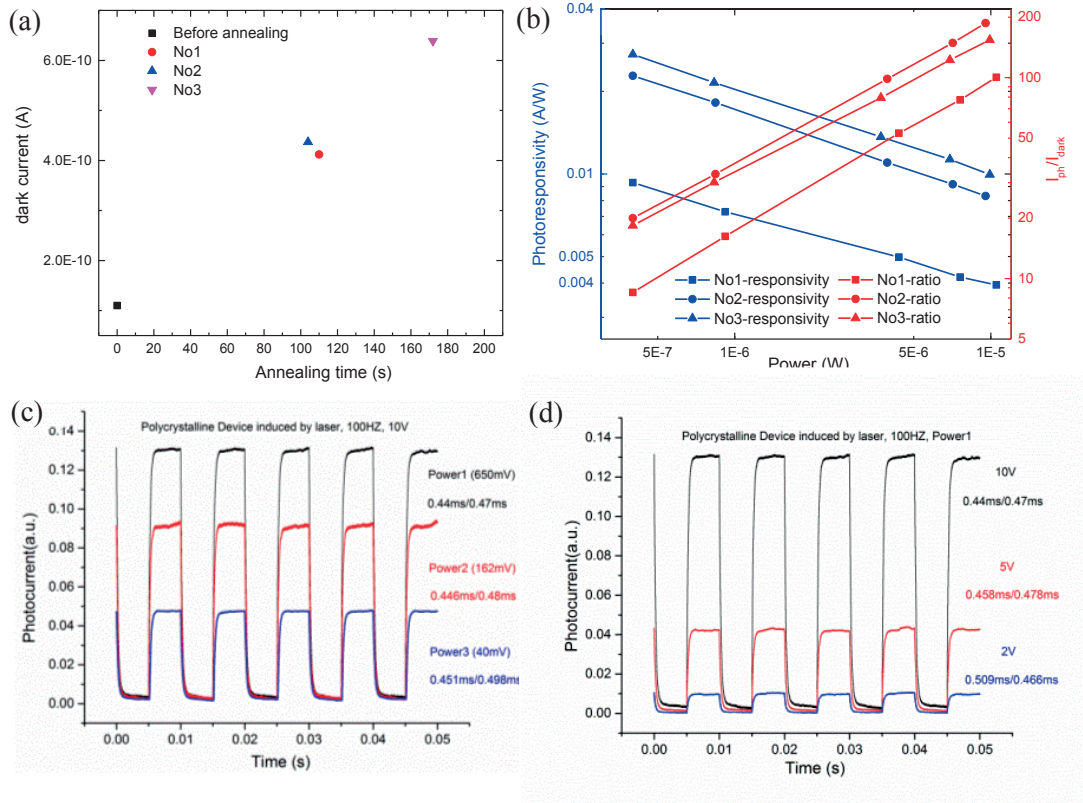 (a)
Before annealing
No1
No2
No3
6.0E-10
4.0E-10
2.0E-10
dark current (A)
0 20 40 60 80 100 120 140 160 180 200
Annealing time (s)
(b)
0.04
0.01
0.005
0.004
Photoresponsivity (A/W)
200
100
50
20
10
5
I_ph/I_dark
No1-responsivity No1-ratio
No2-responsivity No2-ratio
No3-responsivity No3-ratio
5E-7 1E-6 5E-6 1E-5
Power (W)
(c)
Polycrystalline Device induced by laser, 100HZ, 10V
0.14
0.12
0.10
0.08
0.06
0.04
0.02
0.00
Photocurrent(a.u.)
Power1 (650mV)
0.44ms/0.47ms
Power2 (162mV)
0.446ms/0.48ms
Power3 (40mV)
0.451ms/0.498ms
0.00 0.01 0.02 0.03 0.04 0.05
Time (s)
(d)
Polycrystalline Device induced by laser, 100HZ, Power1
0.14
0.12
0.10
0.08
0.06
0.04
0.02
0.00
Photocurrent(a.u.)
10V
0.44ms/0.47ms
5V
0.458ms/0.478ms
2V
0.509ms/0.466ms
0.00 0.01 0.02 0.03 0.04 0.05
Time (s)